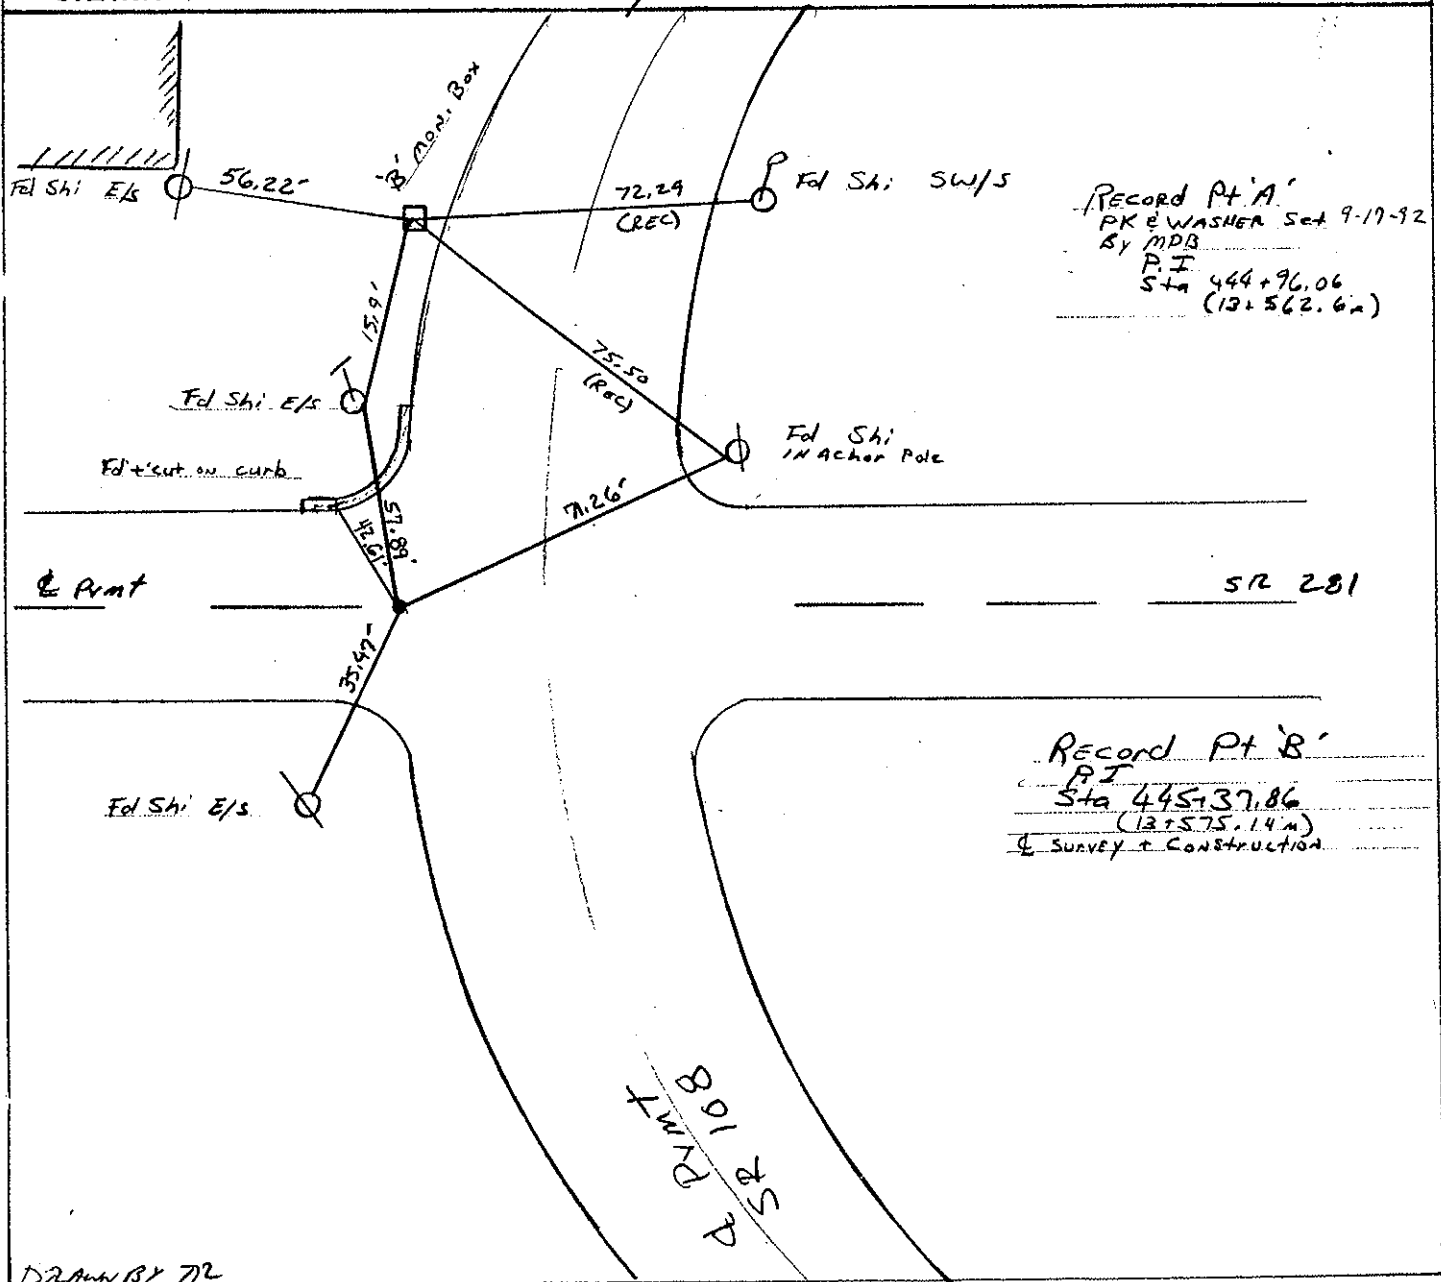 'B' mon. Box
Fd Shi E/s
56.22'
72.29
(REC)
Fd Shi SW/s
Record Pt 'A'
PK & WASHER Set 9-17-92
By MDB
P.I
Sta 444+96.06
(13+562.6m)
15.9'
75.50
(Rec)
Fd Shi E/s
Fd Shi
IN Achor Pole
Fd + cut on curb
71.26'
42.61'
57.89'
℄ Pvmt
SR 281
35.47'
Record Pt 'B'
P.I
Sta 445+37.86
(13+575.14m)
℄ Survey + Construction
Fd Shi E/s
℄ Pvmt
SR 108
DRAWN BY